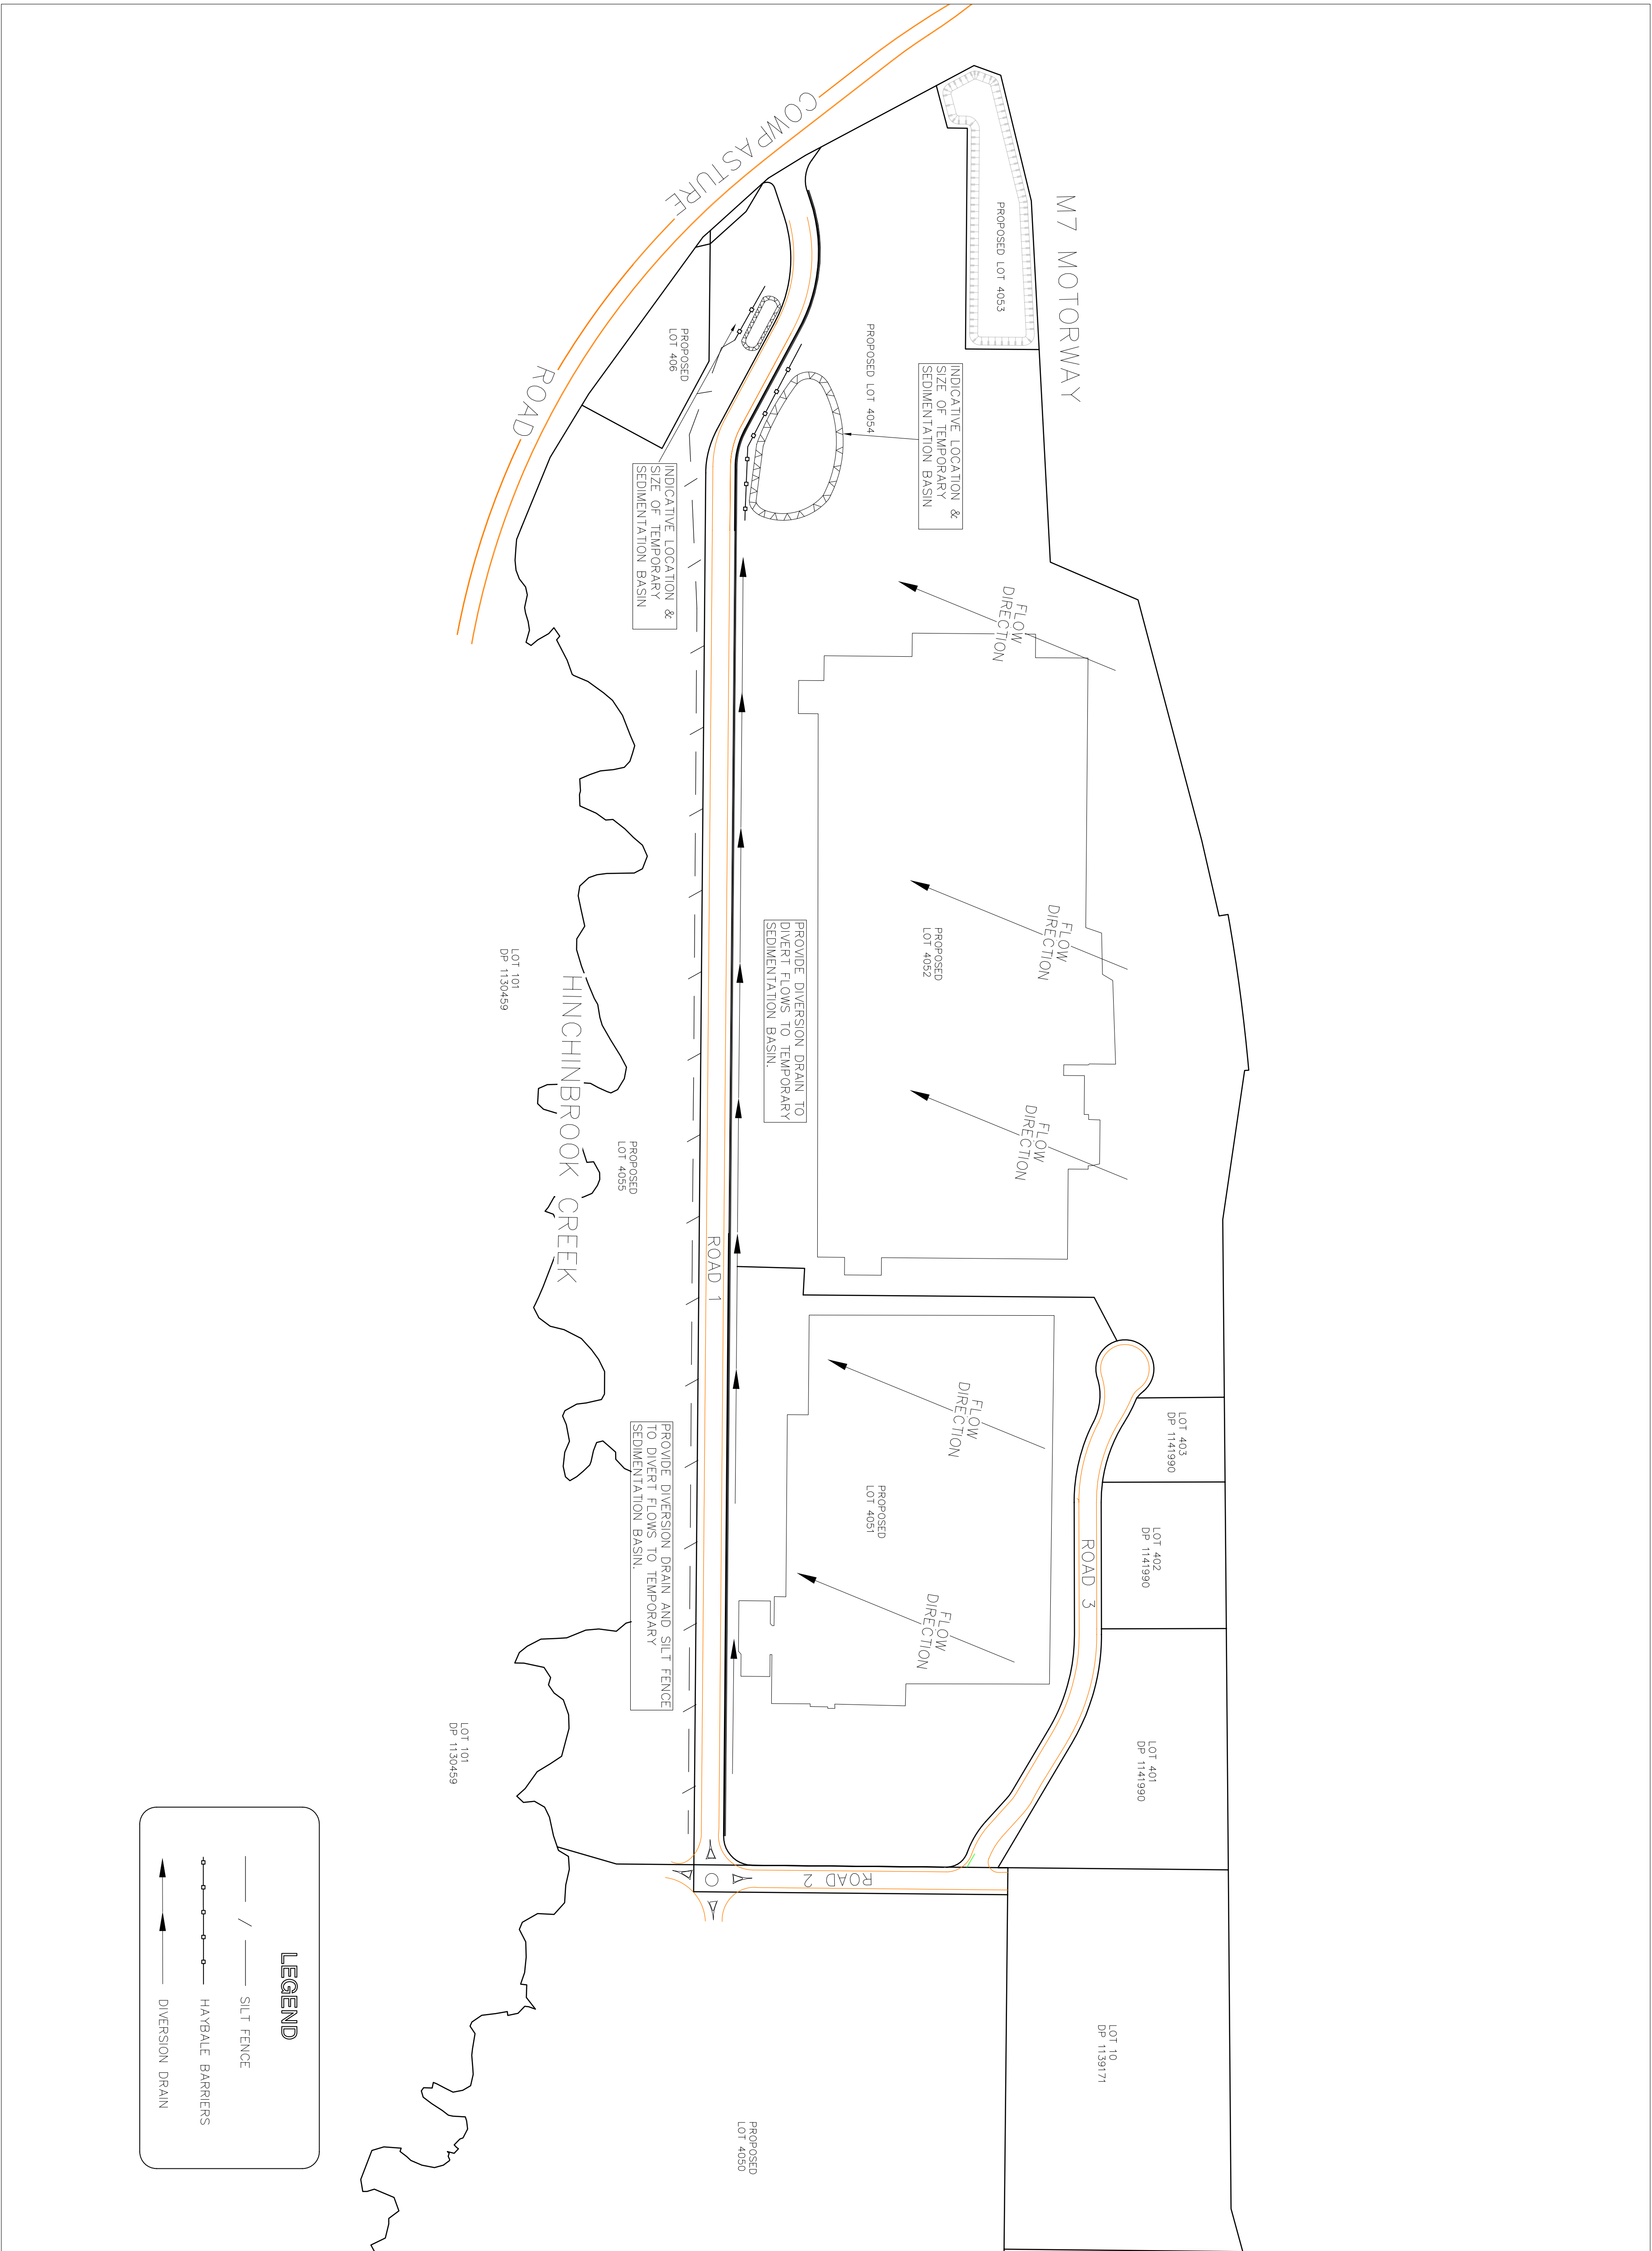 M7 MOTORWAY
COWPASTURE
ROAD
PROPOSED LOT 4053
PROPOSED LOT 4054
INDICATIVE LOCATION &
SIZE OF TEMPORARY
SEDIMENTATION BASIN
PROPOSED
LOT 406
INDICATIVE LOCATION &
SIZE OF TEMPORARY
SEDIMENTATION BASIN
FLOW
DIRECTION
FLOW
DIRECTION
FLOW
DIRECTION
PROPOSED
LOT 4052
PROVIDE DIVERSION DRAIN TO
DIVERT FLOWS TO TEMPORARY
SEDIMENTATION BASIN.
LOT 101
DP 1130459
HINCHINBROOK CREEK
PROPOSED
LOT 4055
ROAD 1
FLOW
DIRECTION
FLOW
DIRECTION
PROPOSED
LOT 4051
PROVIDE DIVERSION DRAIN AND SILT FENCE
TO DIVERT FLOWS TO TEMPORARY
SEDIMENTATION BASIN.
LOT 403
DP 1141990
LOT 402
DP 1141990
ROAD 3
LOT 401
DP 1141990
ROAD 2
LOT 101
DP 1130459
LOT 10
DP 1139171
PROPOSED
LOT 4050
LEGEND
SILT FENCE
HAYBALE BARRIERS
DIVERSION DRAIN